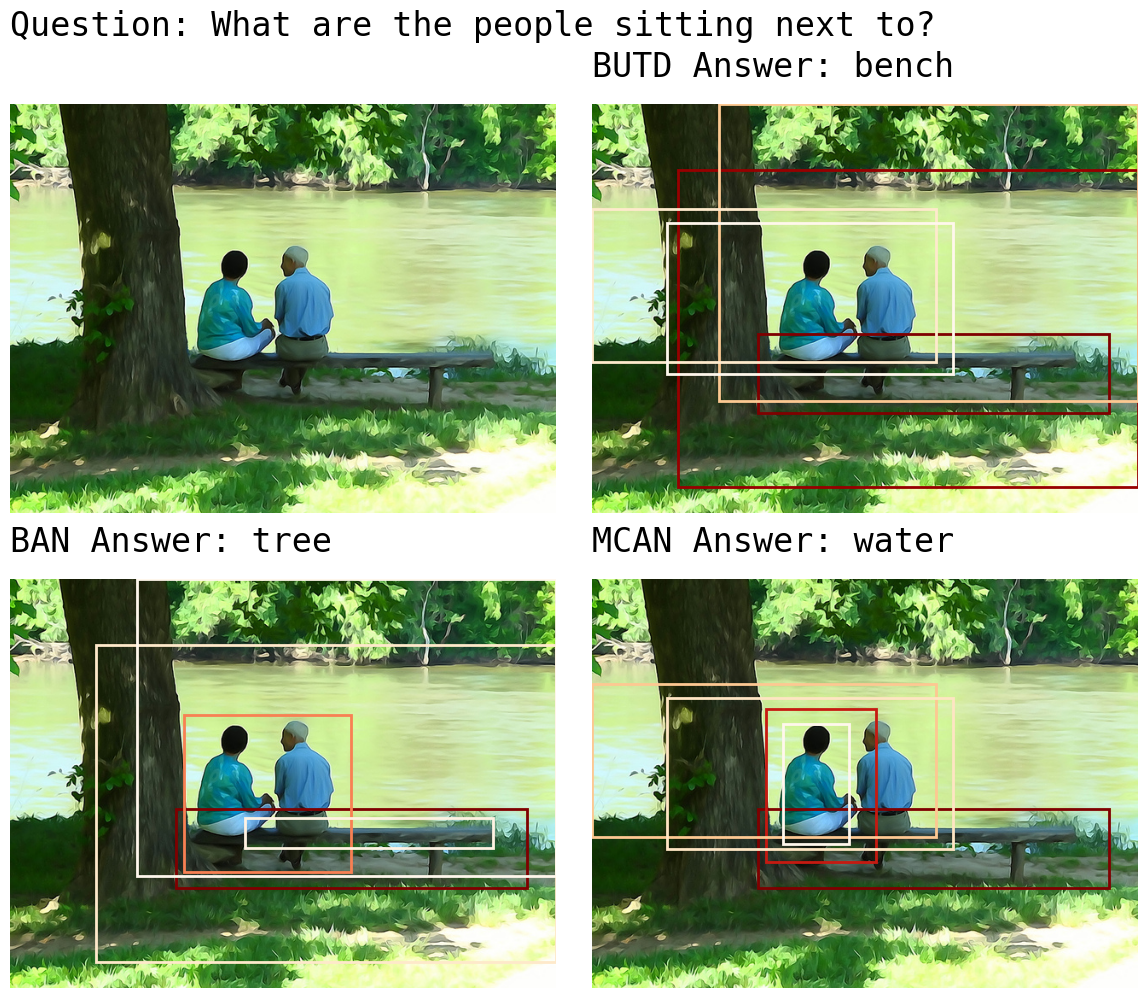 Question: What are the people sitting next to?
BUTD Answer: bench
BAN Answer: tree
MCAN Answer: water